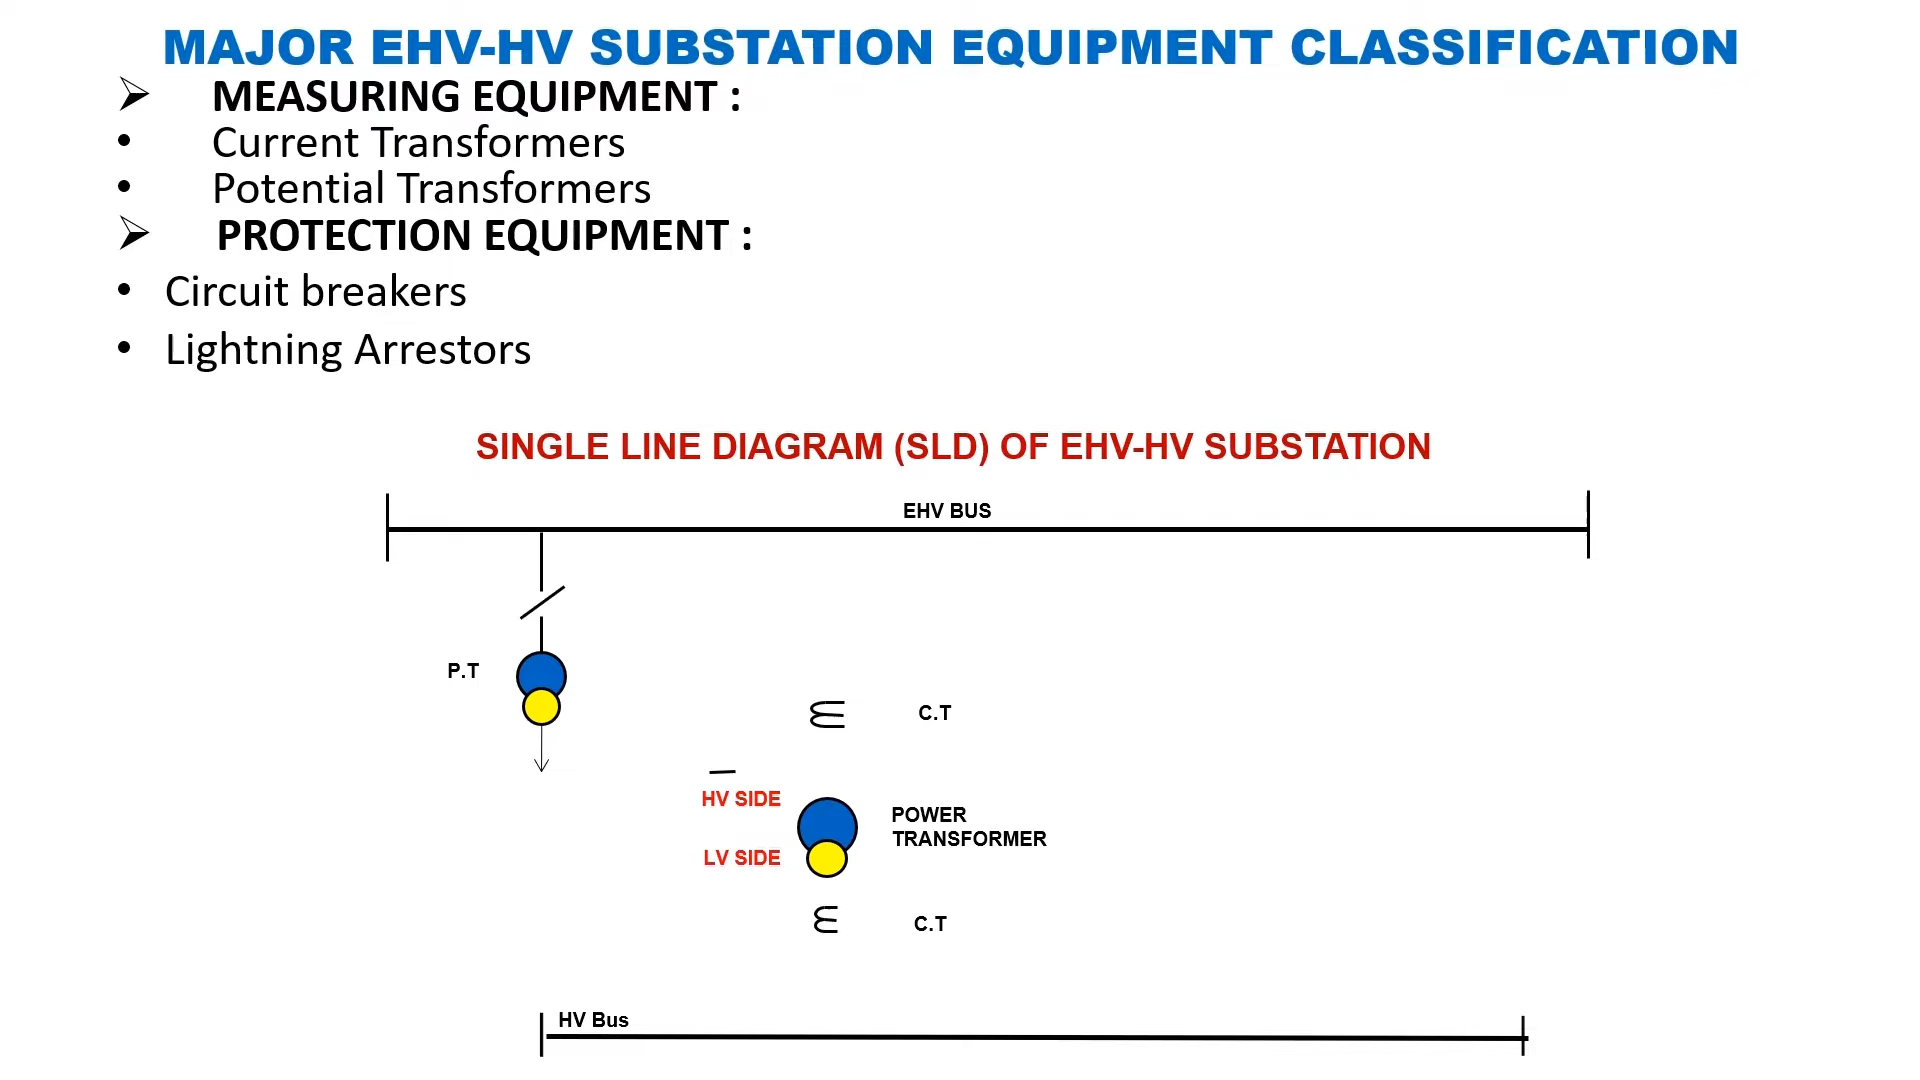 MAJOR EHV-HV SUBSTATION EQUIPMENT CLASSIFICATION
MEASURING EQUIPMENT :
Current Transformers
Potential Transformers
PROTECTION EQUIPMENT :
Circuit breakers
Lightning Arrestors
SINGLE LINE DIAGRAM (SLD) OF EHV-HV SUBSTATION
EHV BUS
P.T
C.T
HV SIDE
POWER
TRANSFORMER
LV SIDE
C.T
HV Bus